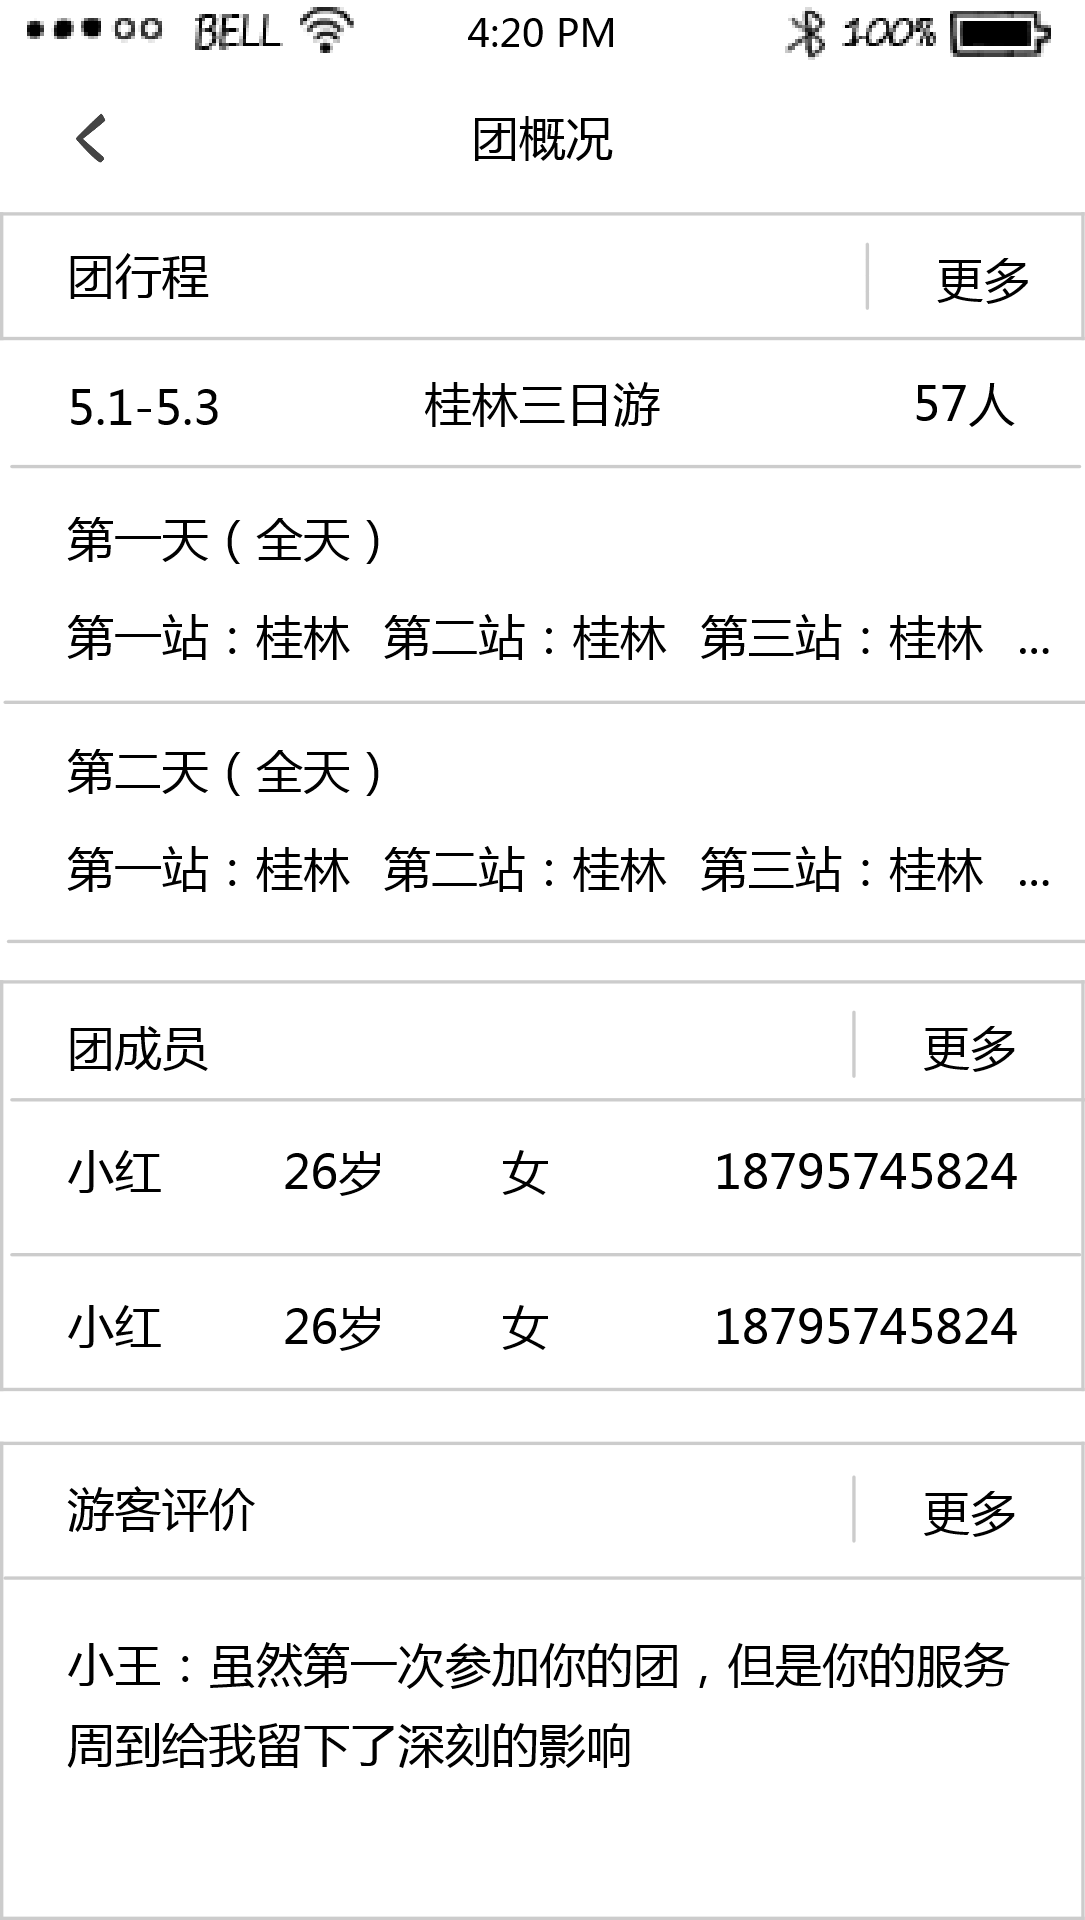 BELL 4:20 PM 100%
团概况
团行程 更多
5.1-5.3 桂林三日游 57人
第一天（全天）
第一站：桂林 第二站：桂林 第三站：桂林 ...
第二天（全天）
第一站：桂林 第二站：桂林 第三站：桂林 ...
团成员 更多
小红 26岁 女 18795745824
小红 26岁 女 18795745824
游客评价 更多
小王：虽然第一次参加你的团，但是你的服务
周到给我留下了深刻的影响